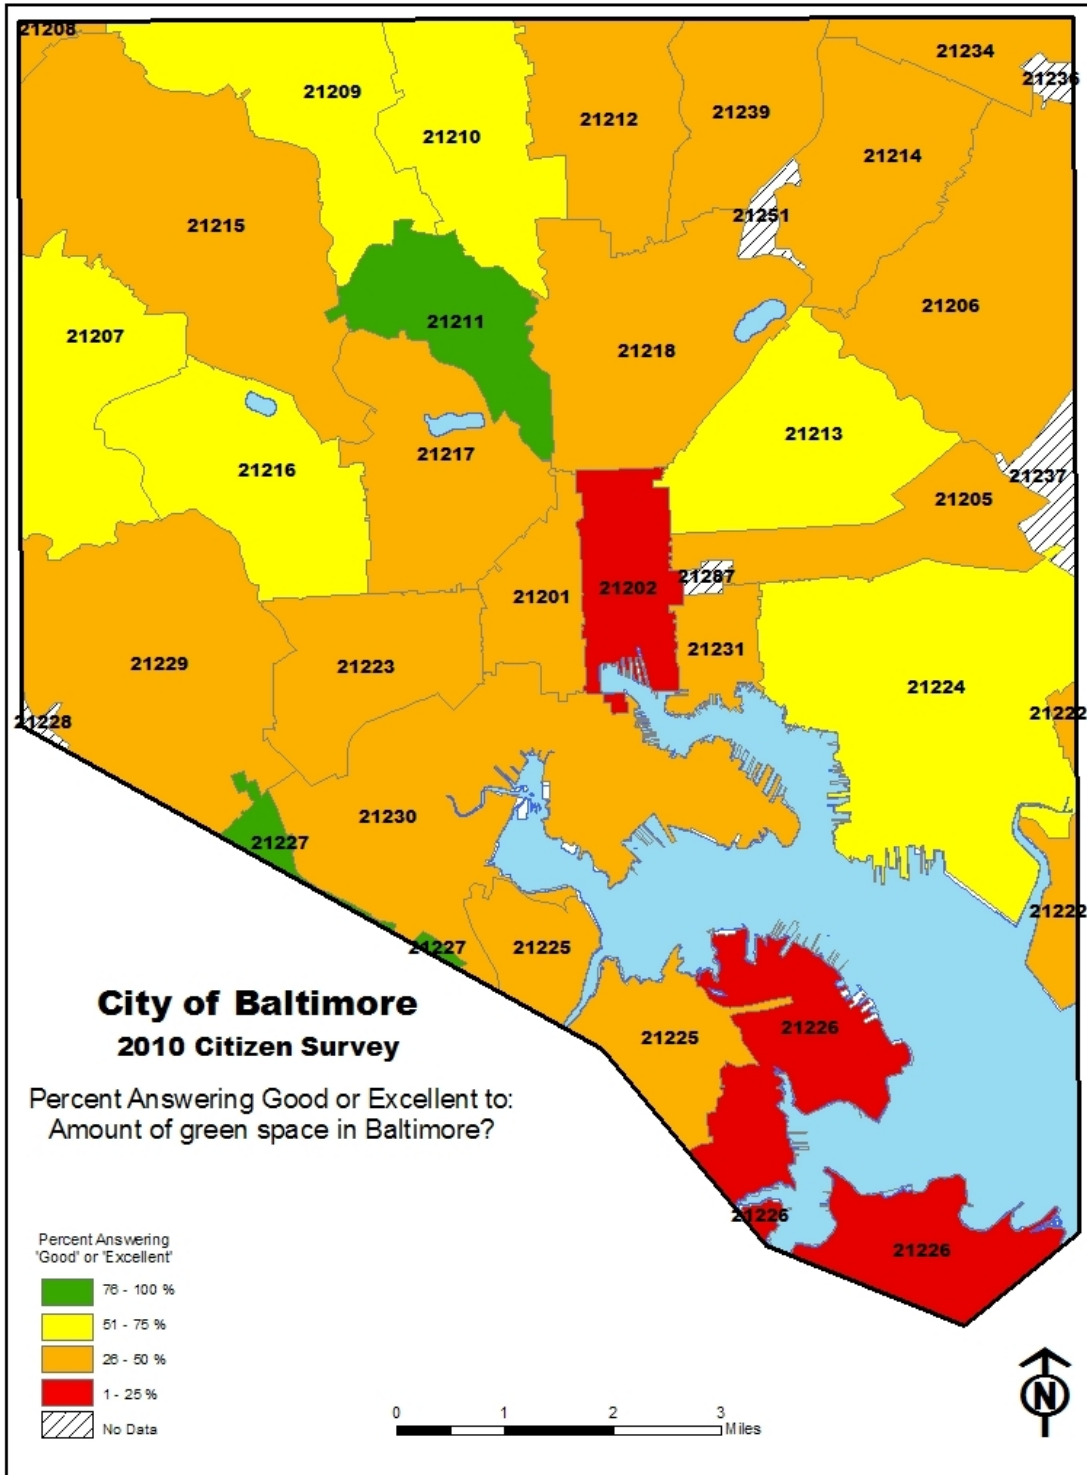 21208
21234
21236
21209
21239
21212
21210
21214
21251
21215
21206
21207
21211
21218
21213
21217
21216
21237
21205
21287
21202
21201
21231
21229
21223
21224
21222
21228
21230
21227
21222
21227
21225
City of Baltimore
2010 Citizen Survey
21226
21225
Percent Answering Good or Excellent to:
Amount of green space in Baltimore?
21226
21226
Percent Answering
'Good' or 'Excellent'
76 - 100 %
51 - 75 %
26 - 50 %
1 - 25 %
No Data
0 1 2 3
Miles
N